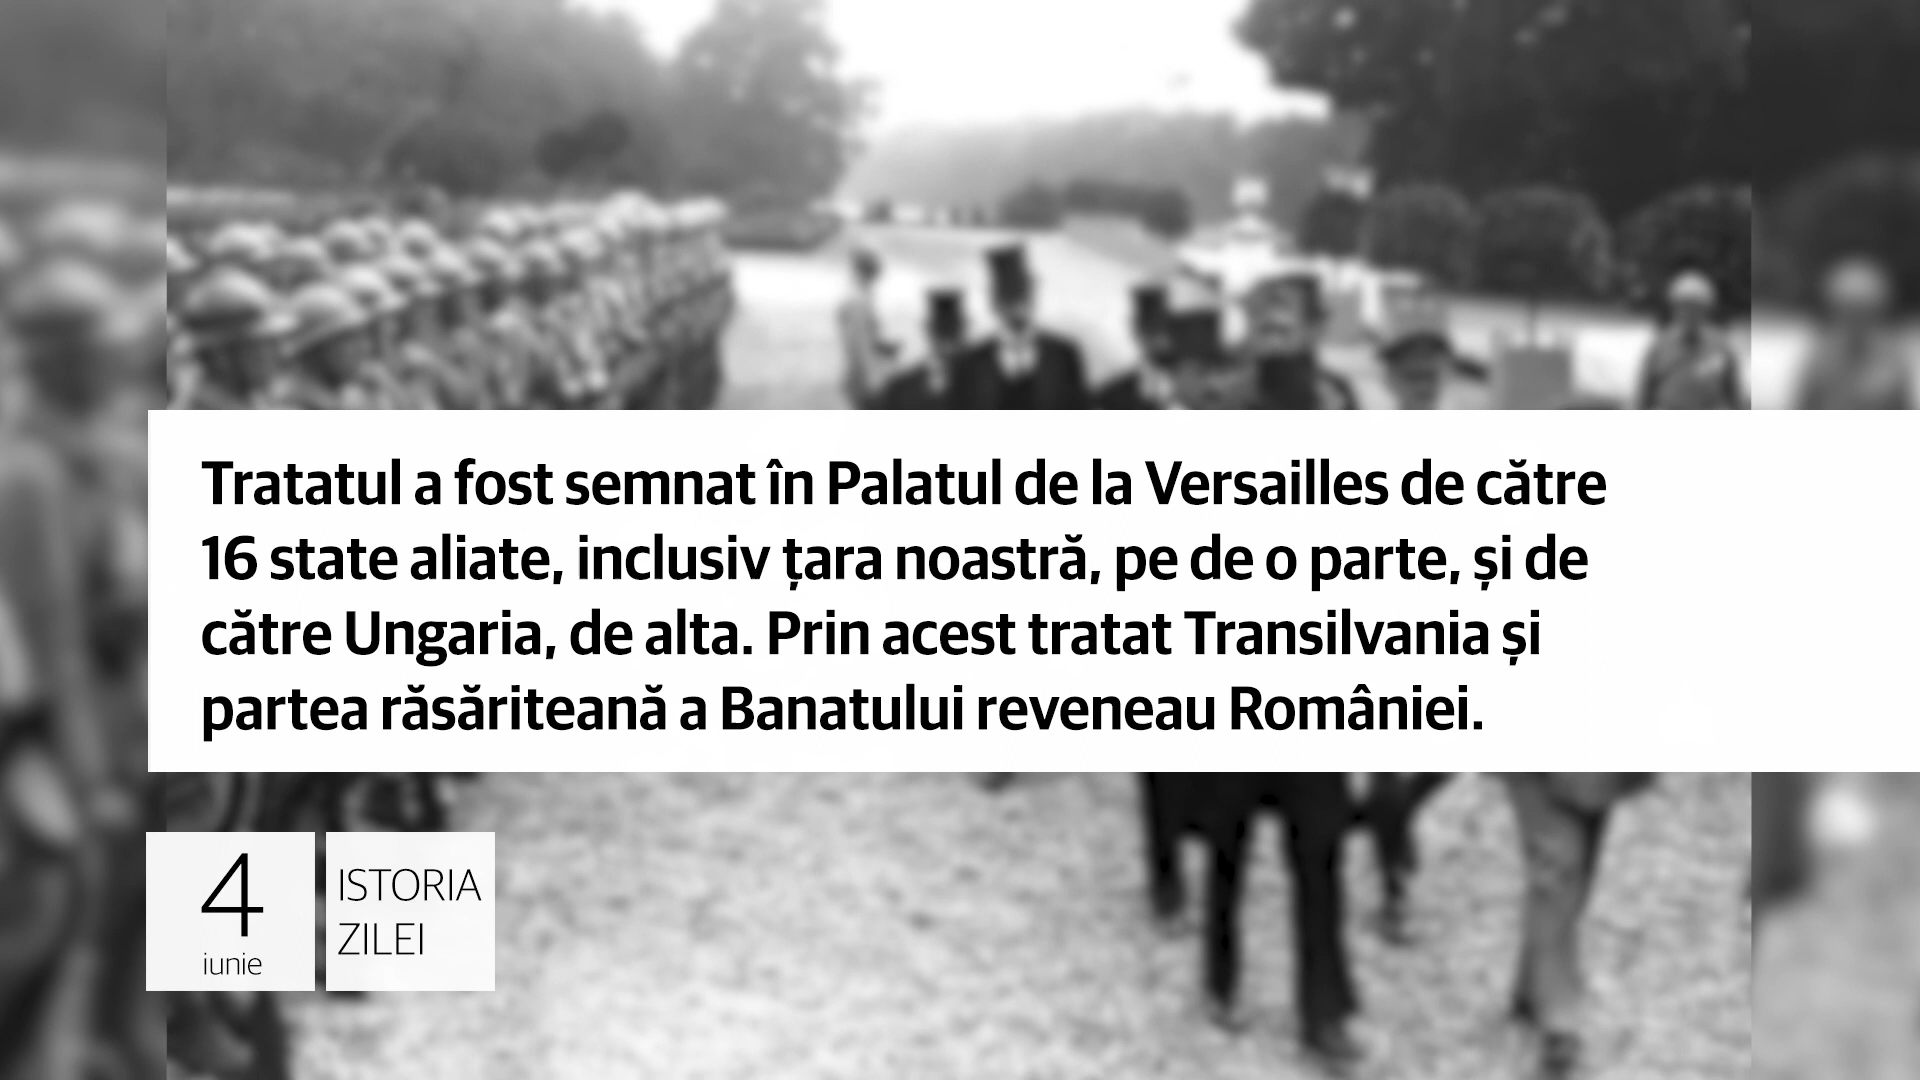 Tratatul a fost semnat în Palatul de la Versailles de către
16 state aliate, inclusiv țara noastră, pe de o parte, și de
către Ungaria, de alta. Prin acest tratat Transilvania și
partea răsăriteană a Banatului reveneau României.
4
iunie
ISTORIA
ZILEI